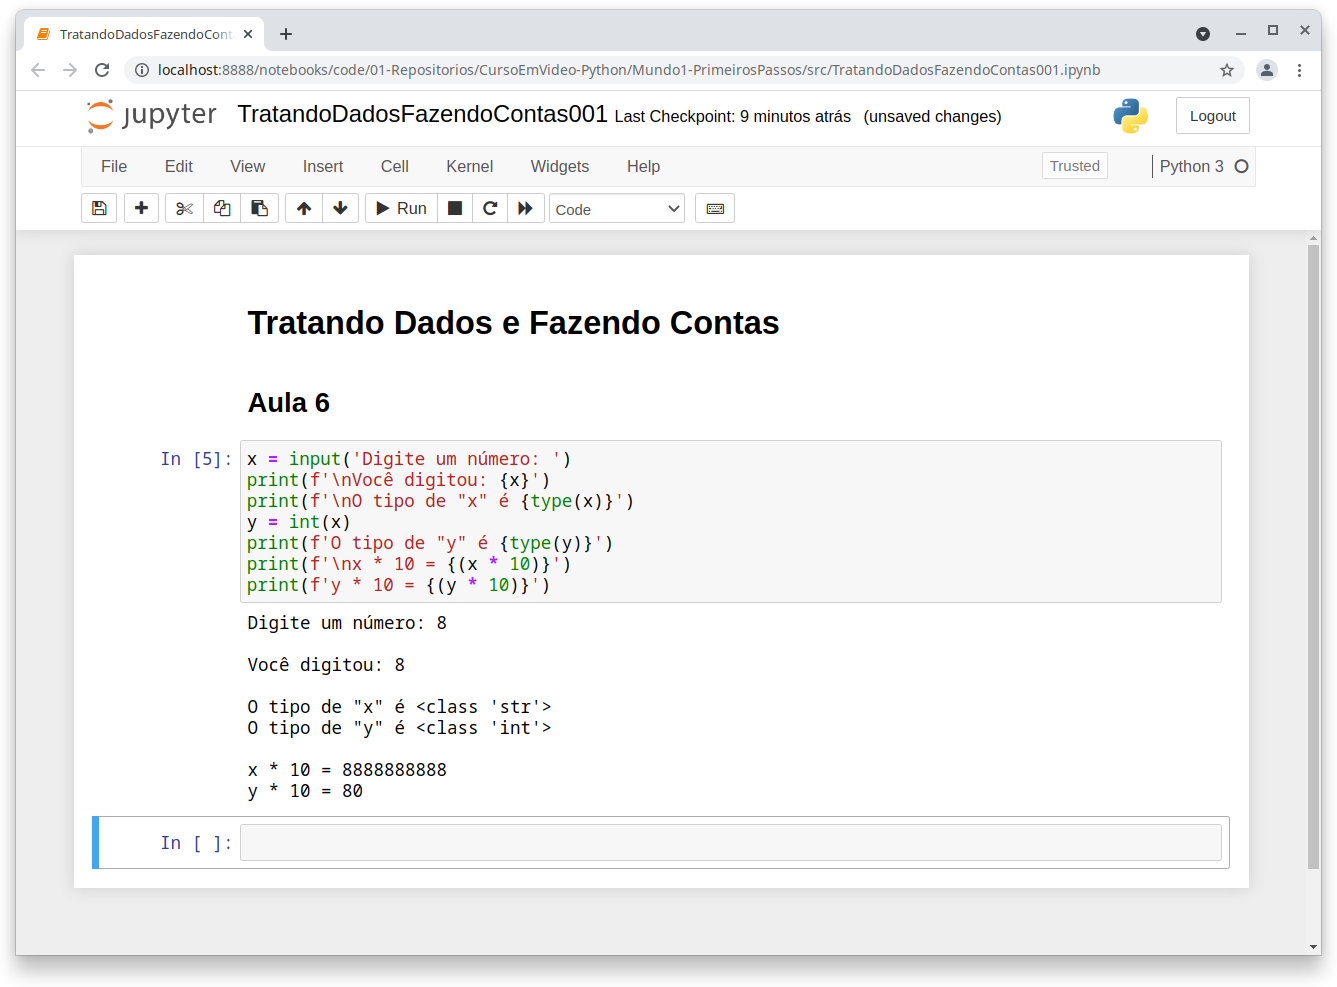 TratandoDadosFazendoCont
localhost:8888/notebooks/code/01-Repositorios/CursoEmVideo-Python/Mundo1-PrimeirosPassos/src/TratandoDadosFazendoContas001.ipynb
jupyter TratandoDadosFazendoContas001 Last Checkpoint: 9 minutos atrás (unsaved changes) Logout
File Edit View Insert Cell Kernel Widgets Help Trusted Python 3
Run Code
Tratando Dados e Fazendo Contas
Aula 6
In [5]: x = input('Digite um número: ')
print(f'\nVocê digitou: {x}')
print(f'\nO tipo de "x" é {type(x)}')
y = int(x)
print(f'O tipo de "y" é {type(y)}')
print(f'\nx * 10 = {(x * 10)}')
print(f'y * 10 = {(y * 10)}')
Digite um número: 8
Você digitou: 8
O tipo de "x" é <class 'str'>
O tipo de "y" é <class 'int'>
x * 10 = 8888888888
y * 10 = 80
In [ ]: